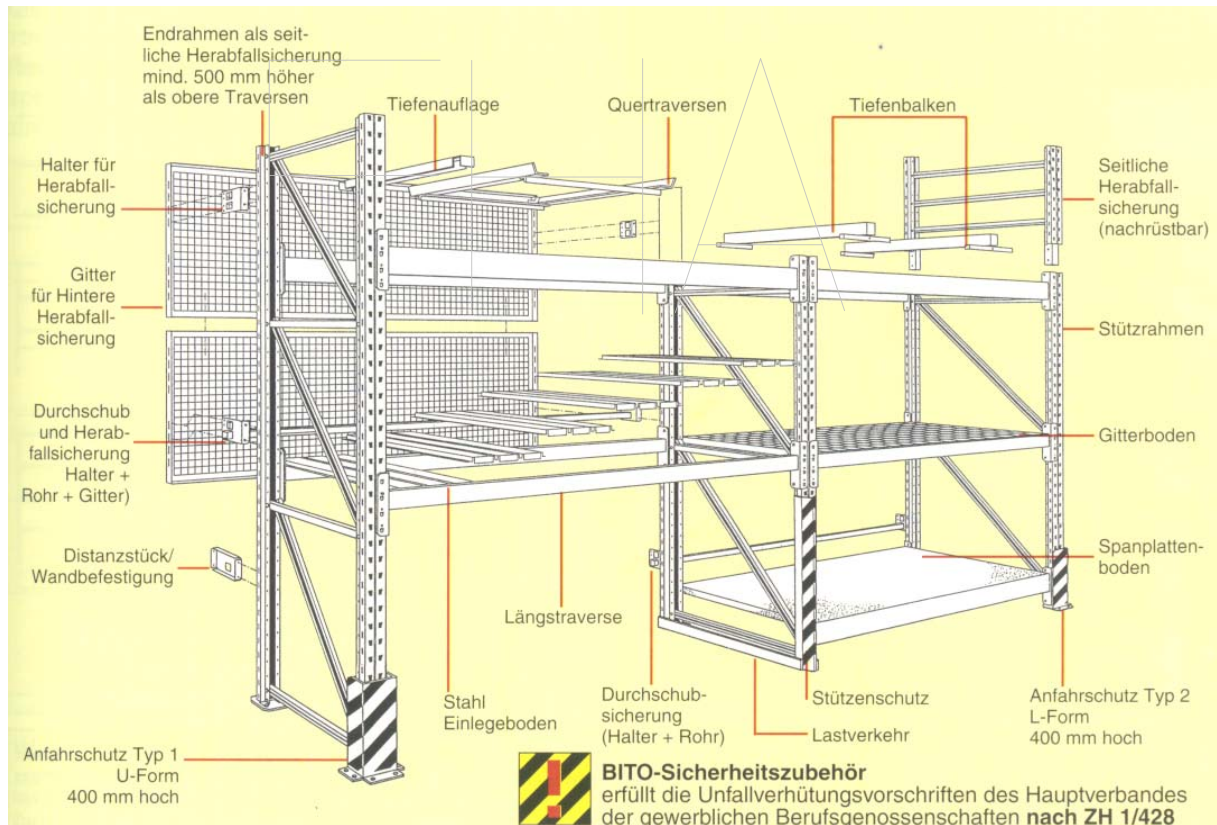 Endrahmen als seit-
liche Herabfallsicherung
mind. 500 mm höher
als obere Traversen
Tiefenauflage
Quertraversen
Tiefenbalken
Halter für
Herabfall-
sicherung
Seitliche
Herabfall-
sicherung
(nachrüstbar)
Gitter
für Hintere
Herabfall-
sicherung
Stützrahmen
Durchschub
und Herab-
fallsicherung
Halter +
Rohr + Gitter)
Gitterboden
Distanzstück/
Wandbefestigung
Spanplatten-
boden
Längstraverse
Stahl
Einlegeboden
Durchschub-
sicherung
(Halter + Rohr)
Stützenschutz
Lastverkehr
Anfahrschutz Typ 2
L-Form
400 mm hoch
Anfahrschutz Typ 1
U-Form
400 mm hoch
BITO-Sicherheitszubehör
erfüllt die Unfallverhütungsvorschriften des Hauptverbandes
der gewerblichen Berufsgenossenschaften nach ZH 1/428